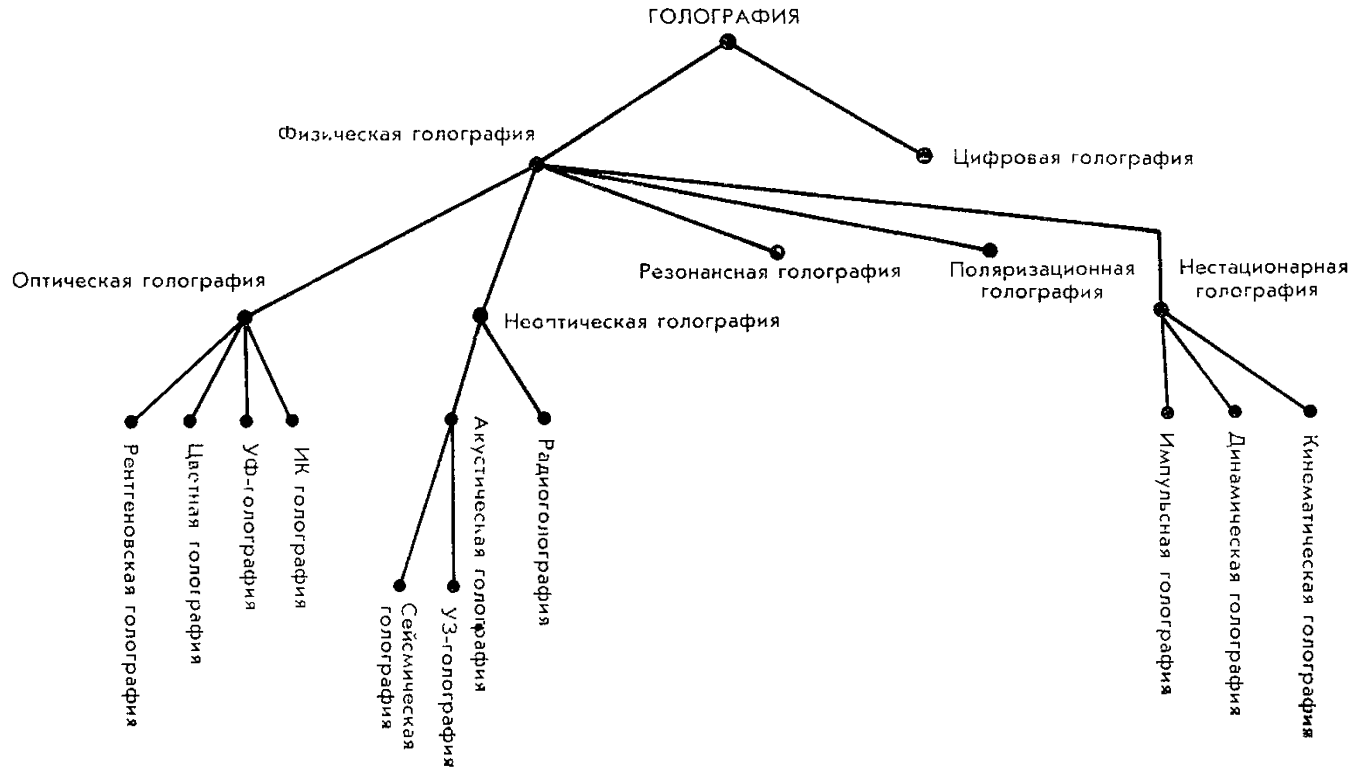 ГОЛОГРАФИЯ
Физическая голография
Цифровая голография
Оптическая голография
Неоптическая голография
Резонансная голография
Поляризационная
голография
Нестационарная
голография
Рентгеновская голография
Цветная голография
УФ-голография
ИК голография
Акустическая голография
Радиоголография
Сейсмическая
голография
УЗ-голография
Импульсная голография
Динамическая голография
Кинематическая голография